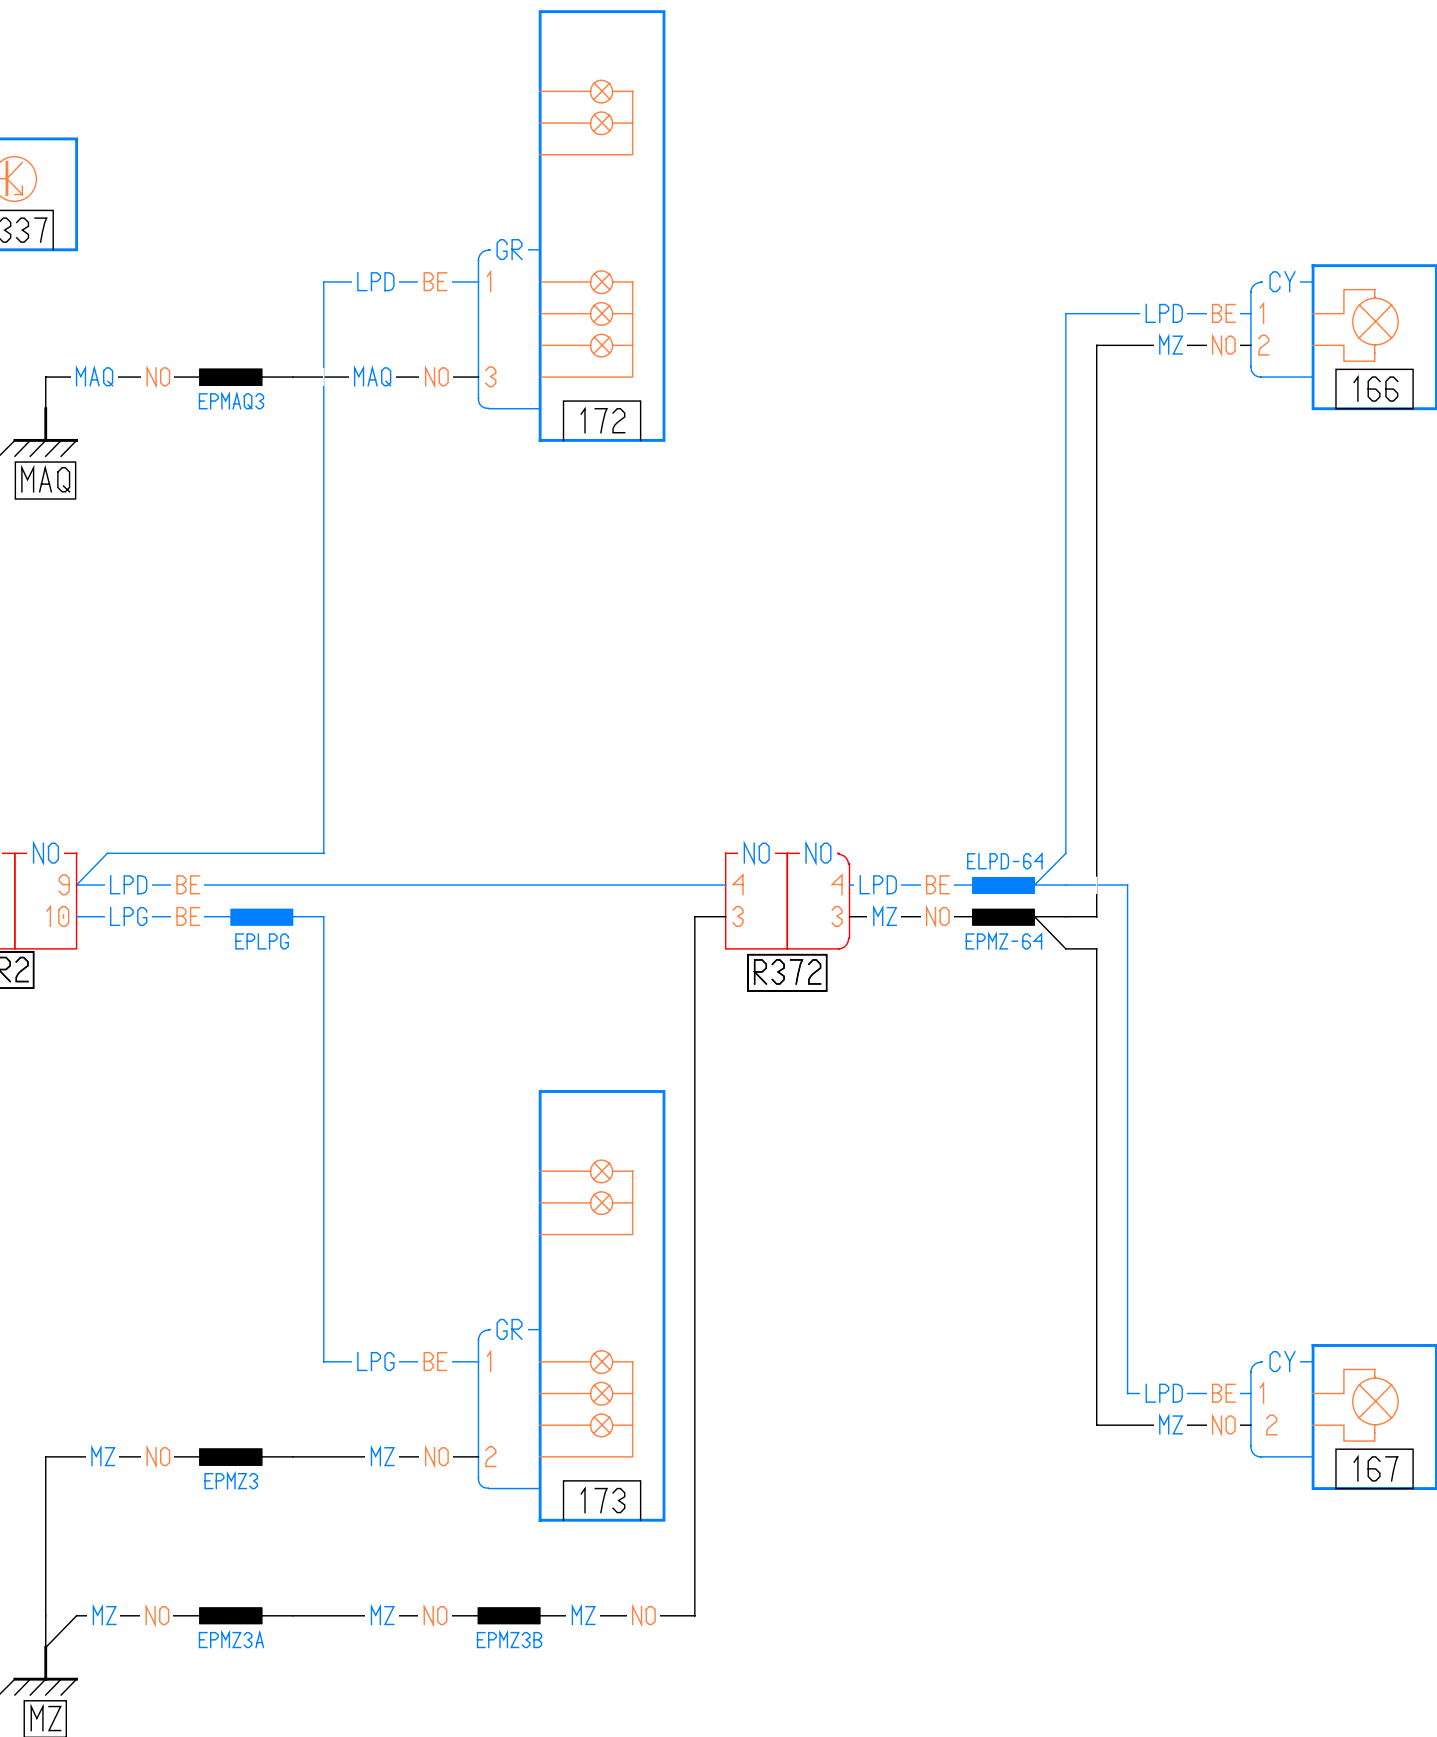 337
GR
LPD BE 1
MAQ NO MAQ NO 3
EPMAQ3
172
MAQ
CY
LPD BE 1
MZ NO 2
166
NO
9 LPD BE
10 LPG BE
EPLPG
R2
NO NO
4 4 LPD BE
3 3 MZ NO
ELPD-64
EPMZ-64
R372
GR
LPG BE 1
MZ NO MZ NO 2
EPMZ3
173
CY
LPD BE 1
MZ NO 2
167
MZ NO MZ NO MZ NO
EPMZ3A EPMZ3B
MZ